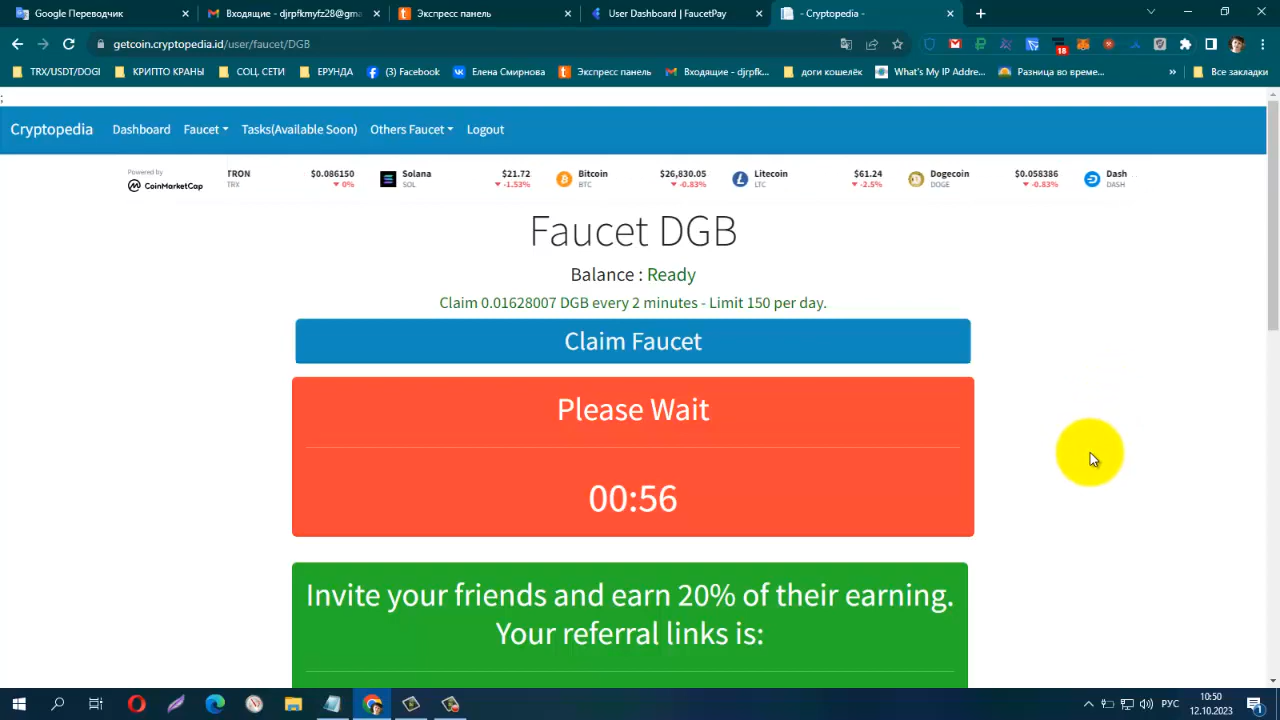 Google Переводчик
Входящие - djrpfkmyfz28@gma
Экспресс панель
User Dashboard | FaucetPay
- Cryptopedia -
getcoin.cryptopedia.id/user/faucet/DGB
18
TRX/USDT/DOGI
КРИПТО КРАНЫ
СОЦ. СЕТИ
ЕРУНДА
(3) Facebook
Елена Смирнова
Экспресс панель
Входящие - djrpfk...
доги кошелёк
What's My IP Addre...
Разница во време...
»
Все закладки
;
Cryptopedia Dashboard Faucet Tasks(Available Soon) Others Faucet Logout
Powered by
CoinMarketCap
TRON $0.086150
TRX 0%
Solana $21.72
SOL -1.53%
Bitcoin $26,830.05
BTC -0.83%
Litecoin $61.24
LTC -2.5%
Dogecoin $0.058386
DOGE -0.83%
Dash
DASH
Faucet DGB
Balance : Ready
Claim 0.01628007 DGB every 2 minutes - Limit 150 per day.
Claim Faucet
Please Wait
00:56
Invite your friends and earn 20% of their earning.
Your referral links is:
РУС
10:50
12.10.2023
1